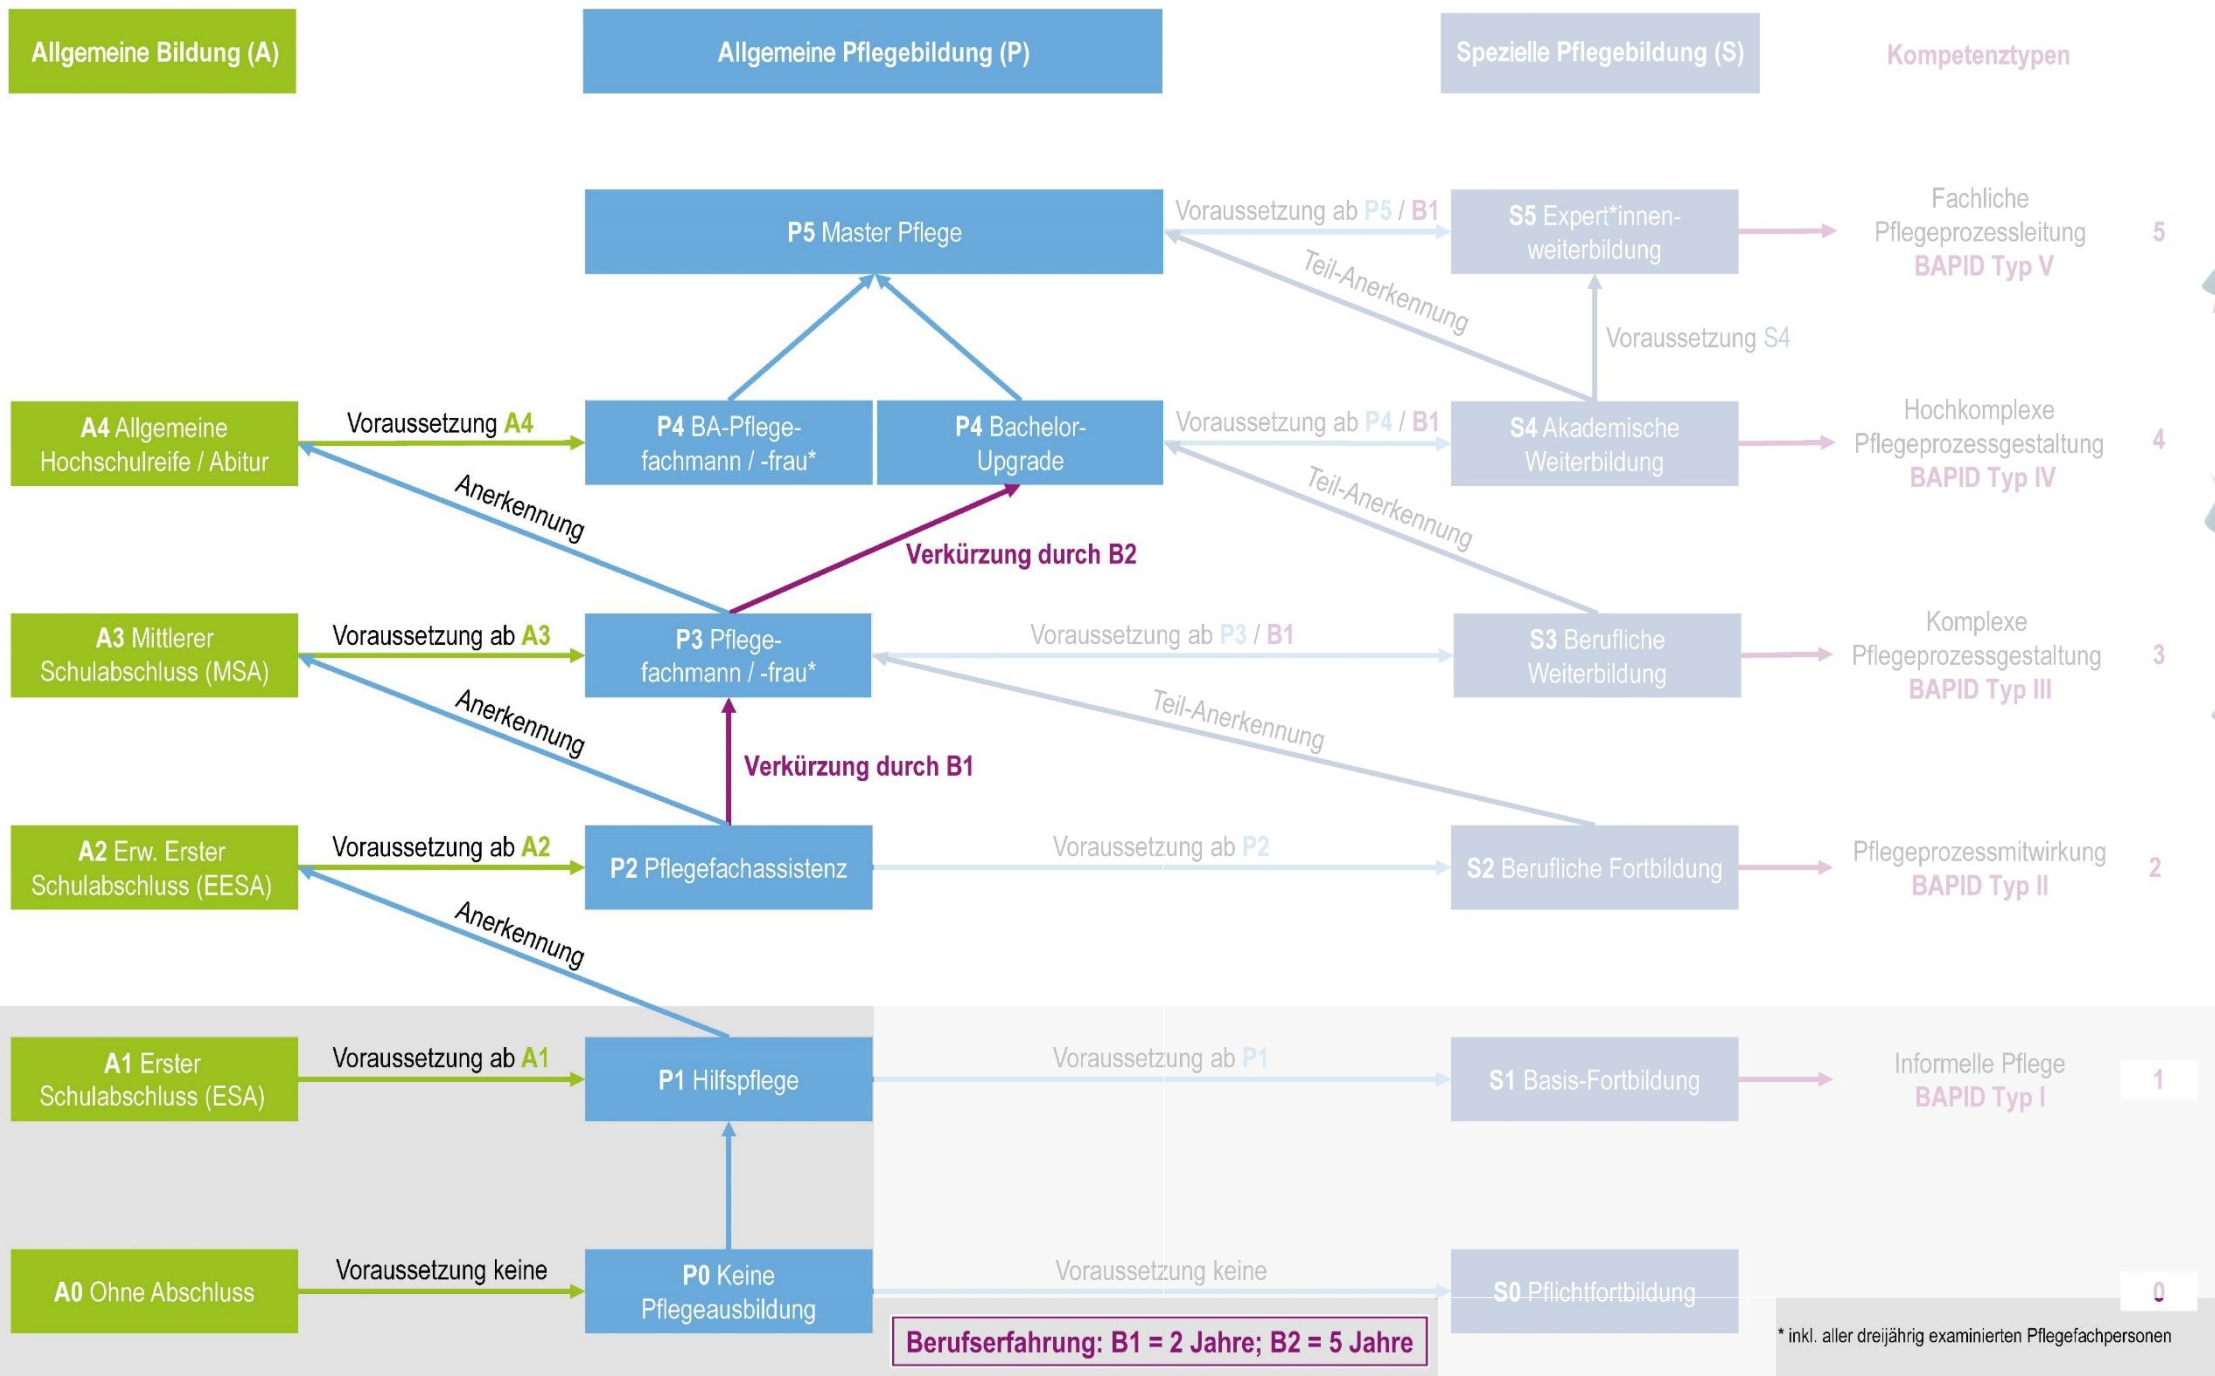 Allgemeine Bildung (A)
Allgemeine Pflegebildung (P)
Spezielle Pflegebildung (S)
Kompetenztypen
P5 Master Pflege
Voraussetzung ab P5 / B1
S5 Expert*innen-
weiterbildung
Fachliche
Pflegeprozessleitung
BAPID Typ V
5
Teil-Anerkennung
Voraussetzung S4
A4 Allgemeine
Hochschulreife / Abitur
Voraussetzung A4
P4 BA-Pflege-
fachmann / -frau*
P4 Bachelor-
Upgrade
Voraussetzung ab P4 / B1
S4 Akademische
Weiterbildung
Hochkomplexe
Pflegeprozessgestaltung
BAPID Typ IV
4
Anerkennung
Verkürzung durch B2
Teil-Anerkennung
A3 Mittlerer
Schulabschluss (MSA)
Voraussetzung ab A3
P3 Pflege-
fachmann / -frau*
Voraussetzung ab P3 / B1
S3 Berufliche
Weiterbildung
Komplexe
Pflegeprozessgestaltung
BAPID Typ III
3
Anerkennung
Verkürzung durch B1
Teil-Anerkennung
A2 Erw. Erster
Schulabschluss (EESA)
Voraussetzung ab A2
P2 Pflegefachassistenz
Voraussetzung ab P2
S2 Berufliche Fortbildung
Pflegeprozessmitwirkung
BAPID Typ II
2
Anerkennung
A1 Erster
Schulabschluss (ESA)
Voraussetzung ab A1
P1 Hilfspflege
Voraussetzung ab P1
S1 Basis-Fortbildung
Informelle Pflege
BAPID Typ I
1
A0 Ohne Abschluss
Voraussetzung keine
P0 Keine
Pflegeausbildung
Voraussetzung keine
S0 Pflichtfortbildung
0
Berufserfahrung: B1 = 2 Jahre; B2 = 5 Jahre
* inkl. aller dreijährig examinierten Pflegefachpersonen